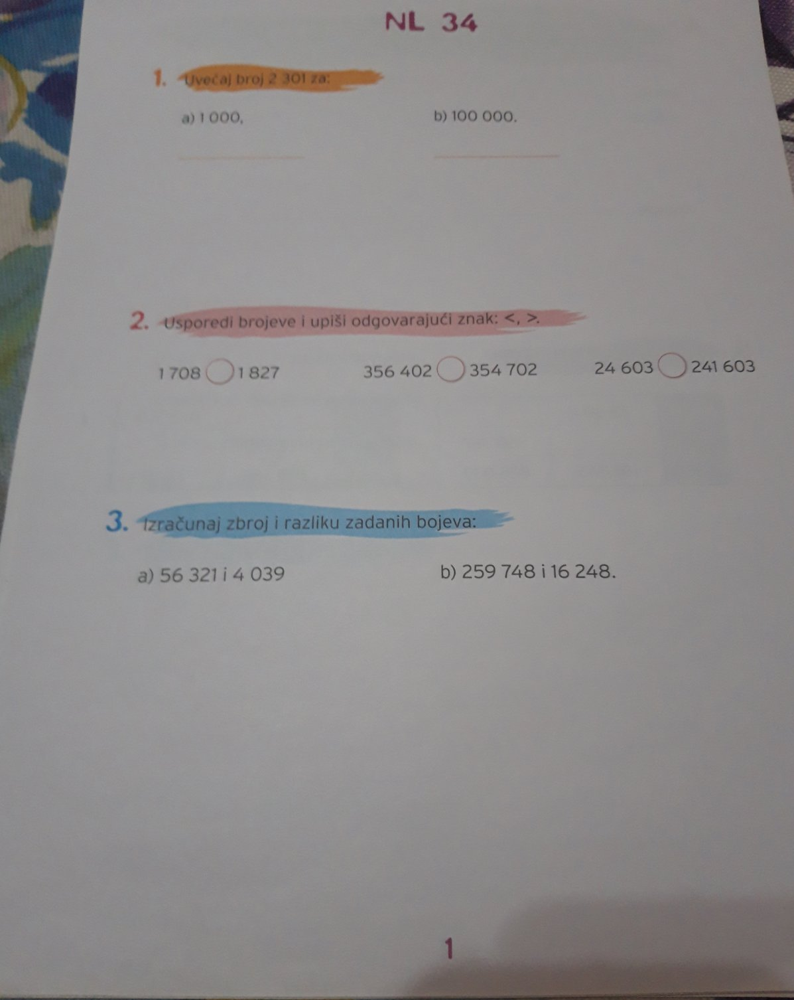 NL 34
1. Uvećaj broj 2 301 za:
a) 1 000, b) 100 000.
2. Usporedi brojeve i upiši odgovarajući znak: <, >.
1 708 1 827 356 402 354 702 24 603 241 603
3. Izračunaj zbroj i razliku zadanih bojeva:
a) 56 321 i 4 039 b) 259 748 i 16 248.
1